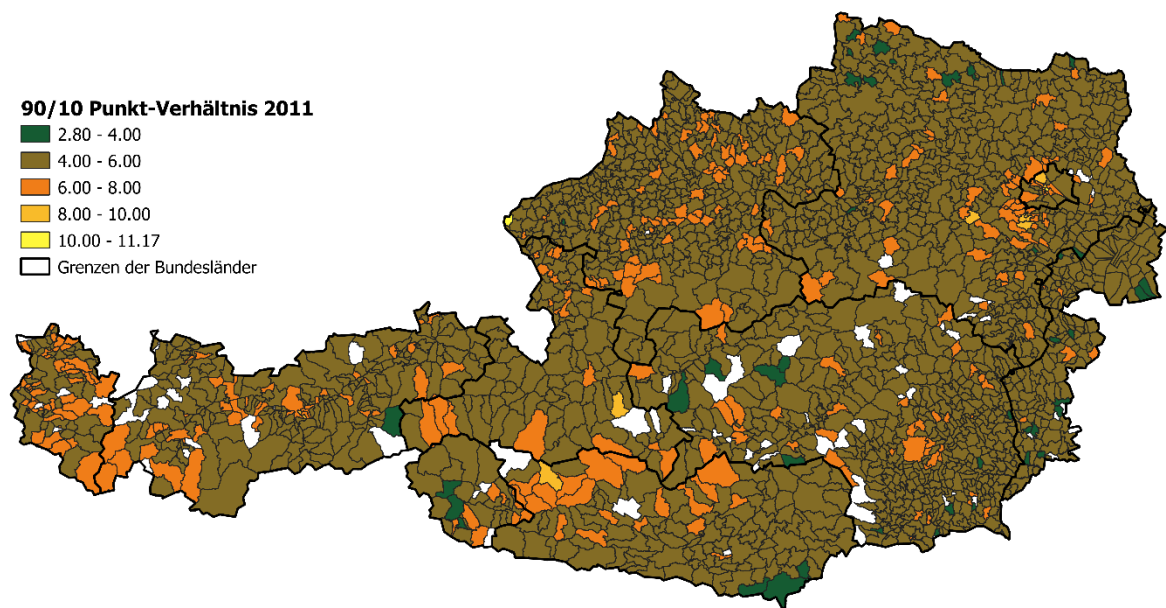 90/10 Punkt-Verhältnis 2011
2.80 - 4.00
4.00 - 6.00
6.00 - 8.00
8.00 - 10.00
10.00 - 11.17
Grenzen der Bundesländer